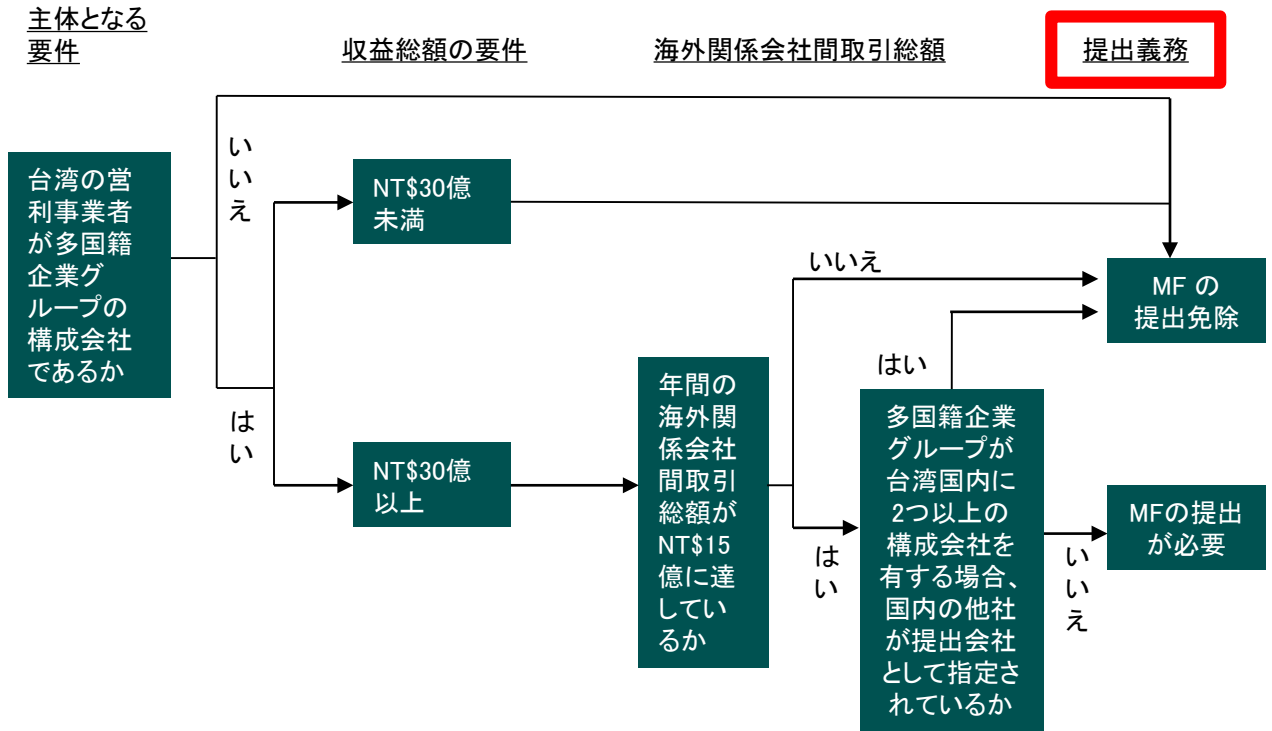 主体となる
要件
収益総額の要件
海外関係会社間取引総額
提出義務
台湾の営
利事業者
が多国籍
企業グ
ループの
構成会社
であるか
いいえ
はい
NT$30億
未満
NT$30億
以上
年間の
海外関
係会社
間取引
総額が
NT$15
億に達
してい
るか
いいえ
はい
多国籍企業
グループが
台湾国内に
2つ以上の
構成会社を
有する場合、
国内の他社
が提出会社
として指定さ
れているか
はい
いいえ
MF の
提出免除
MFの提出
が必要